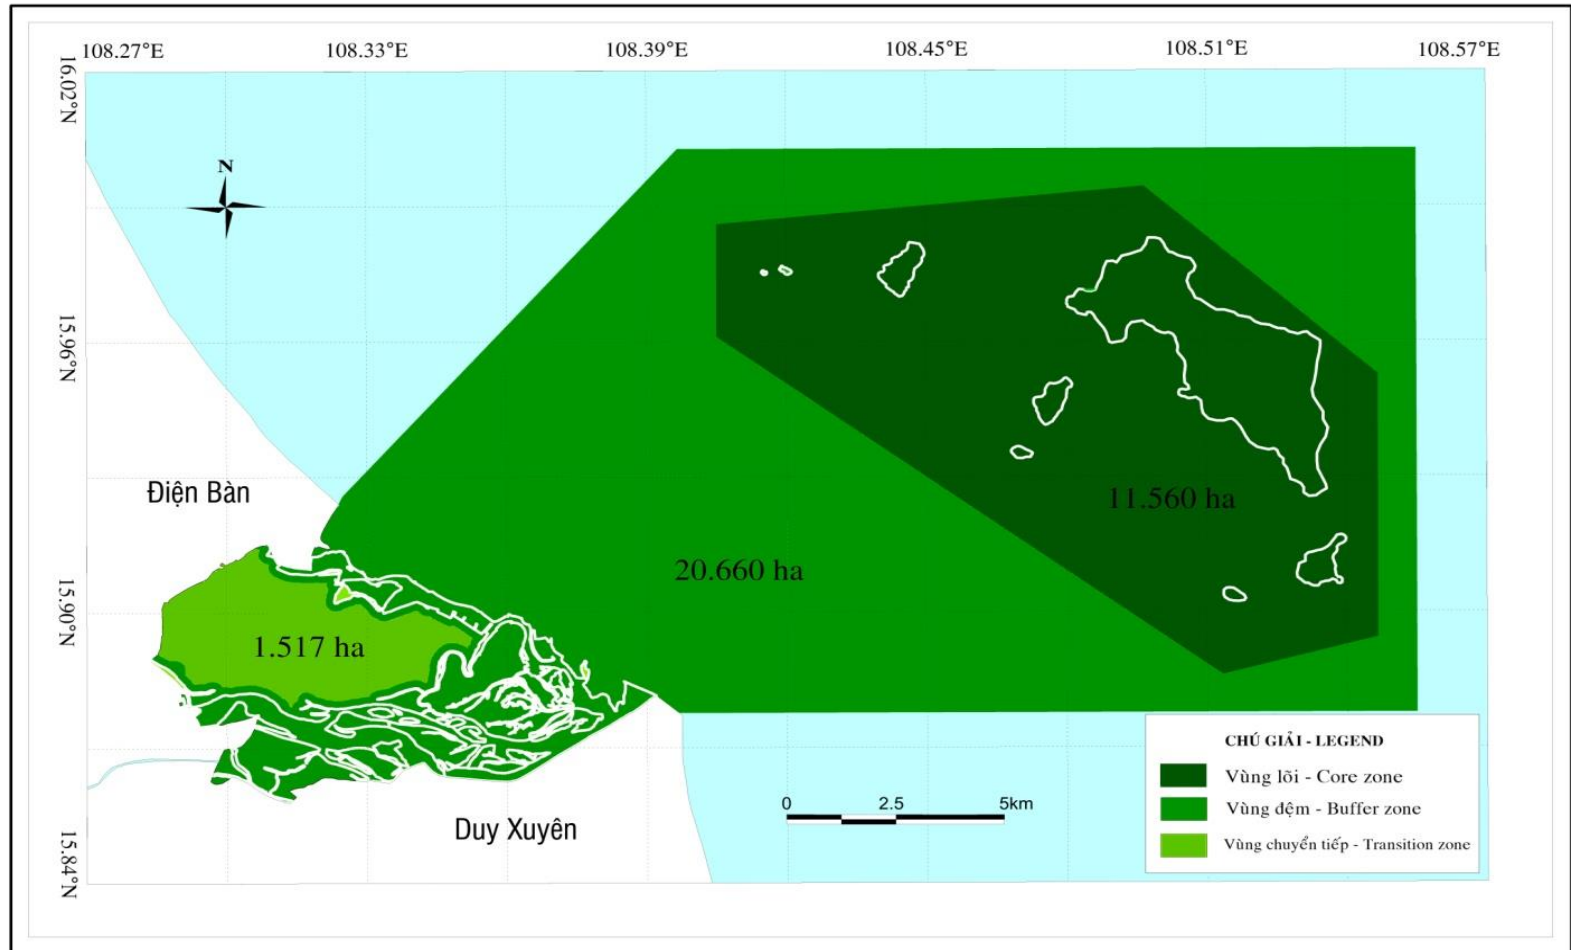 108.27°E 108.33°E 108.39°E 108.45°E 108.51°E 108.57°E
16.02°N
N
15.96°N
Điện Bàn
11.560 ha
20.660 ha
15.90°N
1.517 ha
CHÚ GIẢI - LEGEND
Vùng lõi - Core zone
0 2.5 5km
Vùng đệm - Buffer zone
Duy Xuyên
Vùng chuyển tiếp - Transition zone
15.84°N